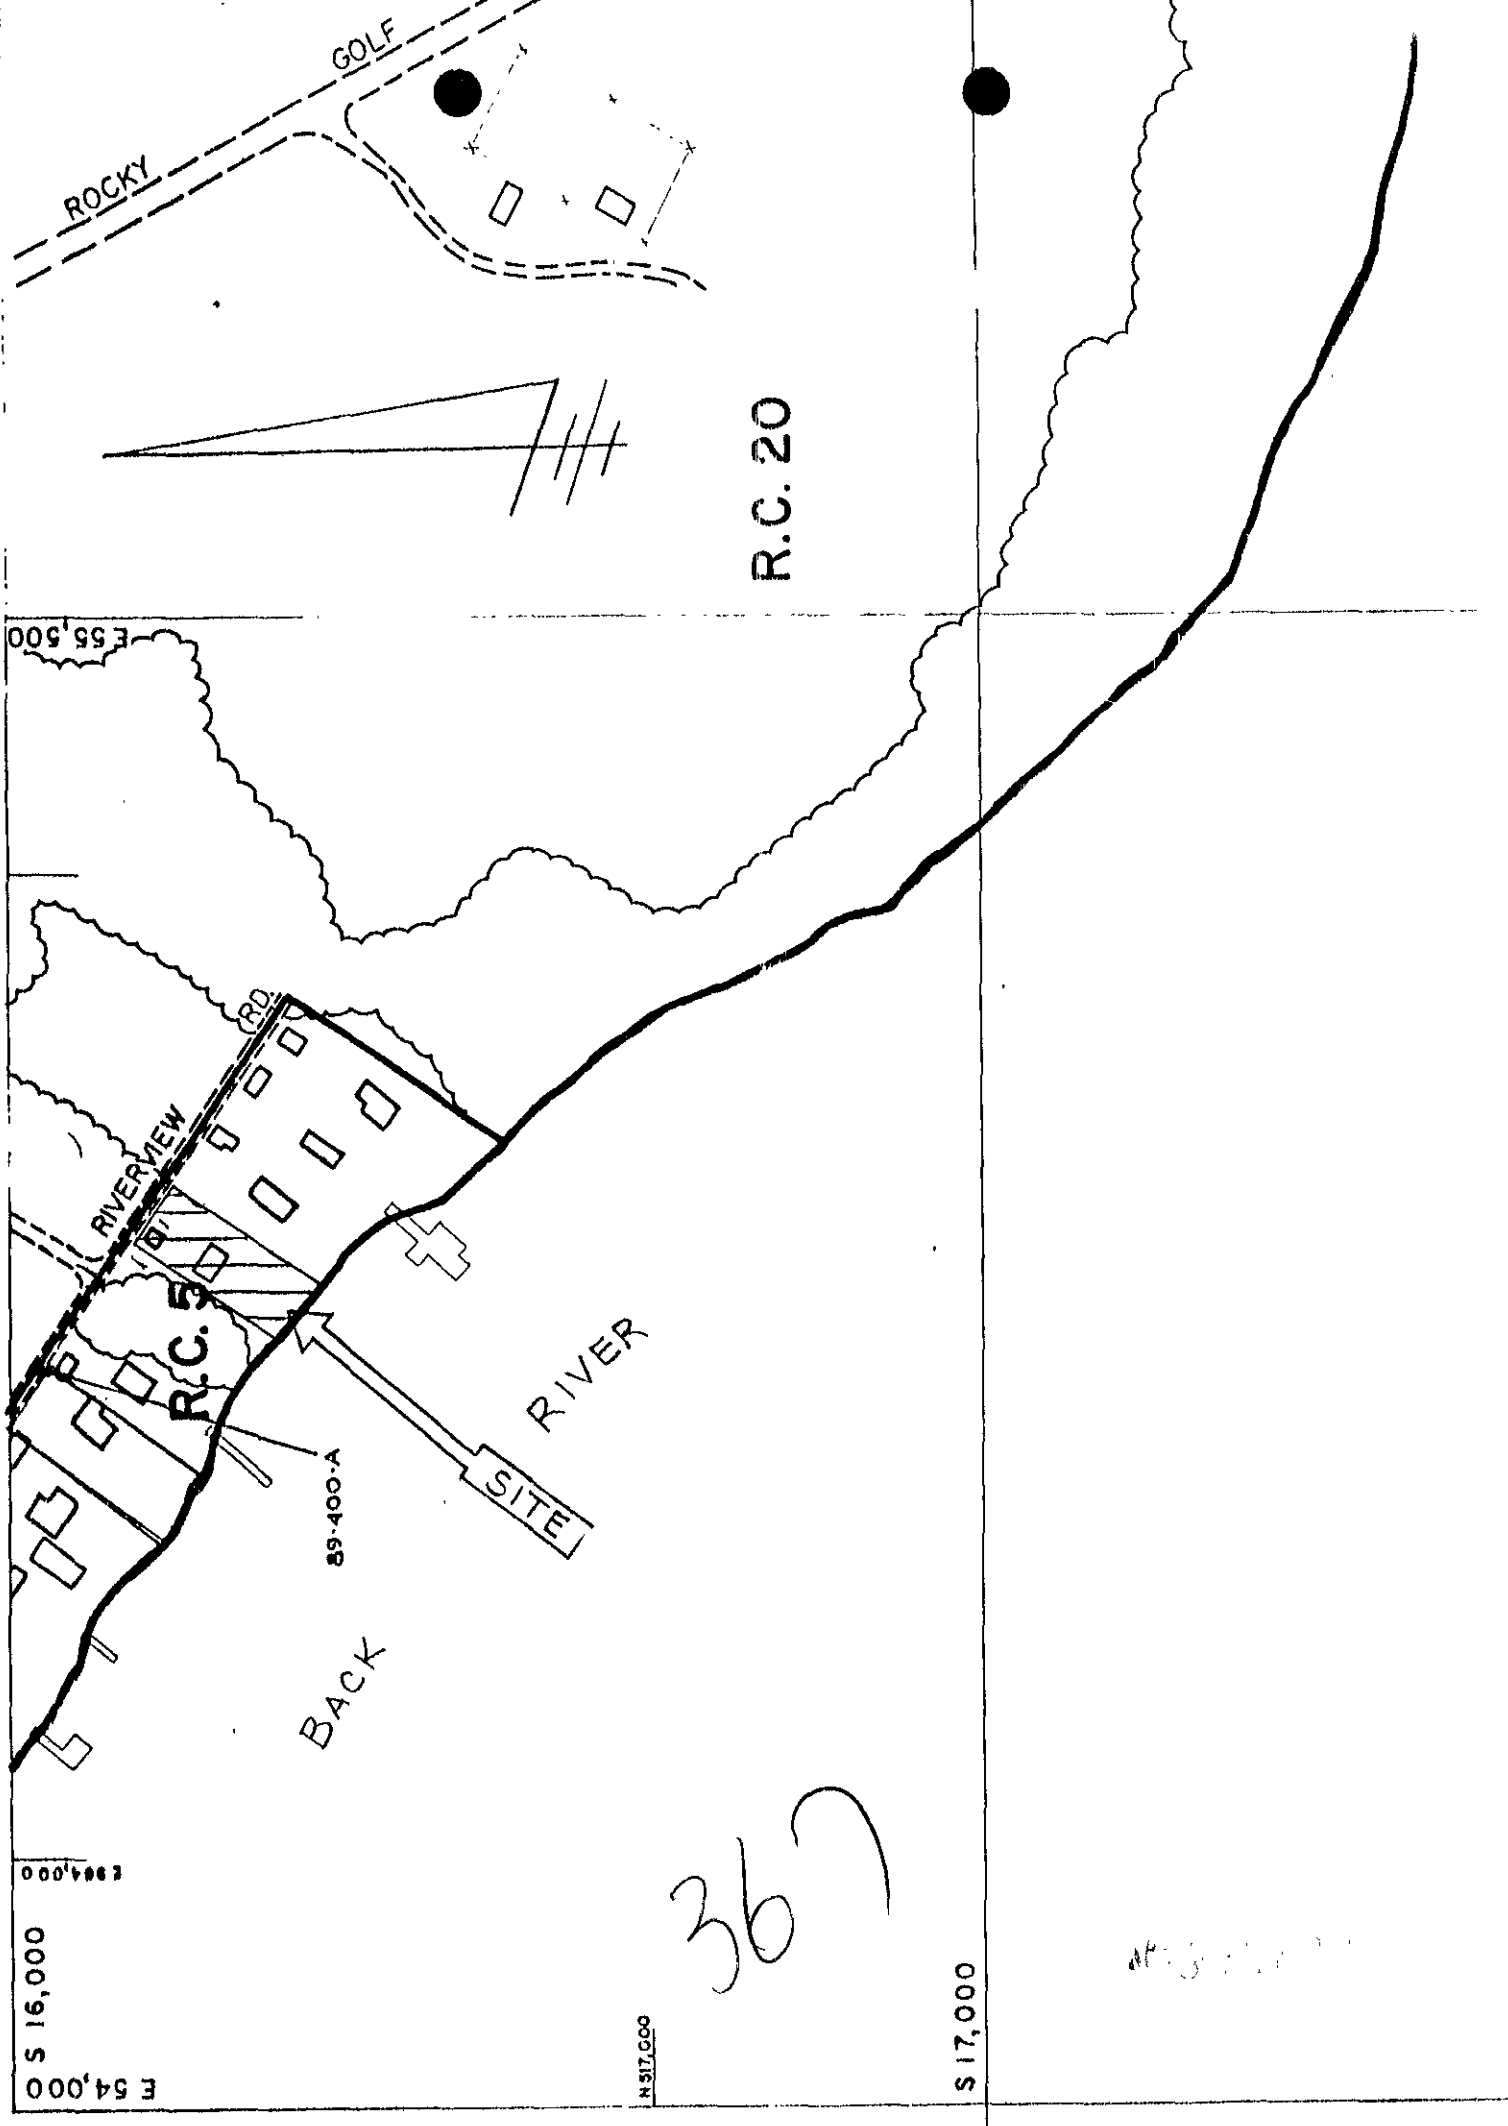 GOLF
ROCKY
R.C. 20
E 55,500
RIVERVIEW RD.
R.C. 5
89-400-A
SITE
BACK RIVER
E 964,000
S 16,000
E 54,000
N 517,000
S 17,000
367